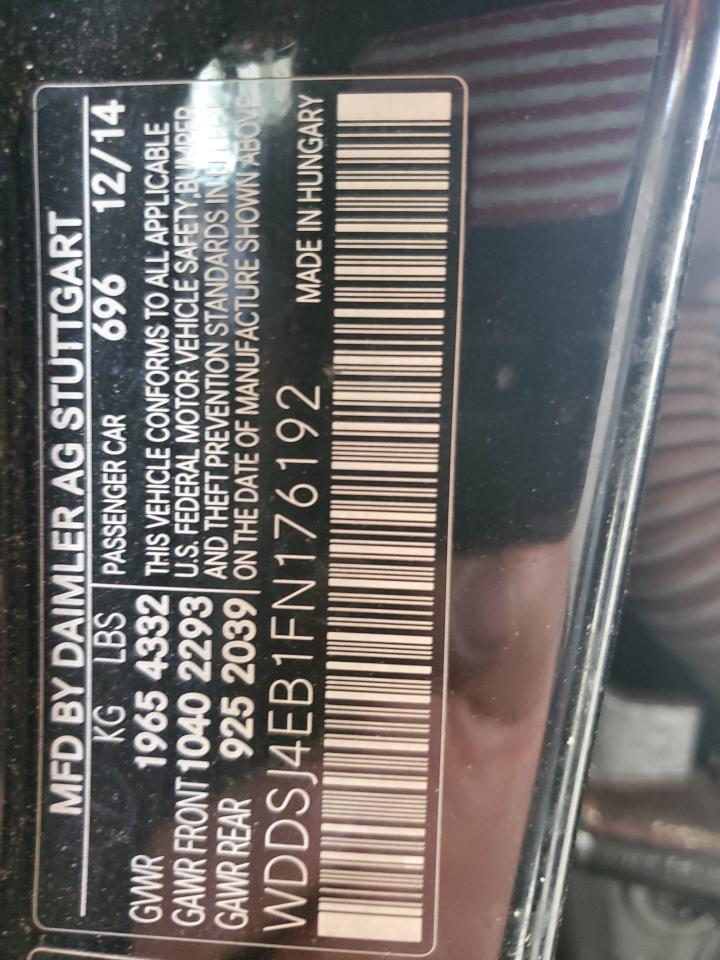 MFD BY DAIMLER AG STUTTGART
KG LBS PASSENGER CAR 696 12/14
GVWR 1965 4332 THIS VEHICLE CONFORMS TO ALL APPLICABLE
GAWR FRONT 1040 2293 U.S. FEDERAL MOTOR VEHICLE SAFETY, BUMPER
GAWR REAR 925 2039 AND THEFT PREVENTION STANDARDS IN EFFECT
ON THE DATE OF MANUFACTURE SHOWN ABOVE
WDDSJ4EB1FN176192 MADE IN HUNGARY